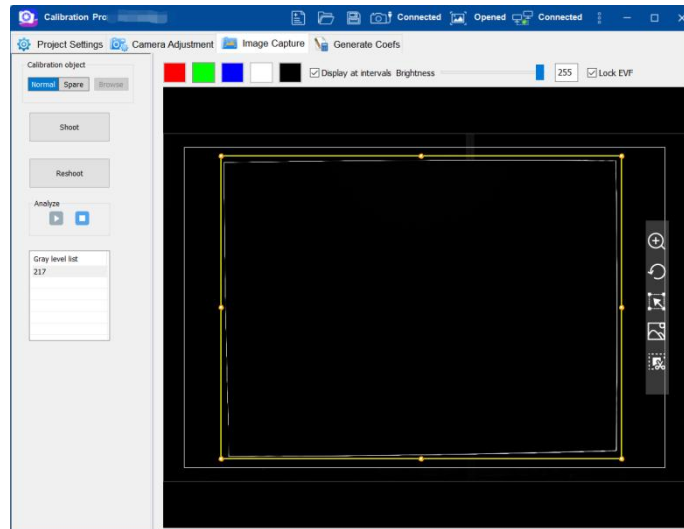 Calibration Pro
Connected
Opened
Connected
Project Settings
Camera Adjustment
Image Capture
Generate Coefs
Calibration object
Normal
Spare
Browse
Display at intervals
Brightness
255
Lock EVF
Shoot
Reshoot
Analyze
Gray level list
217